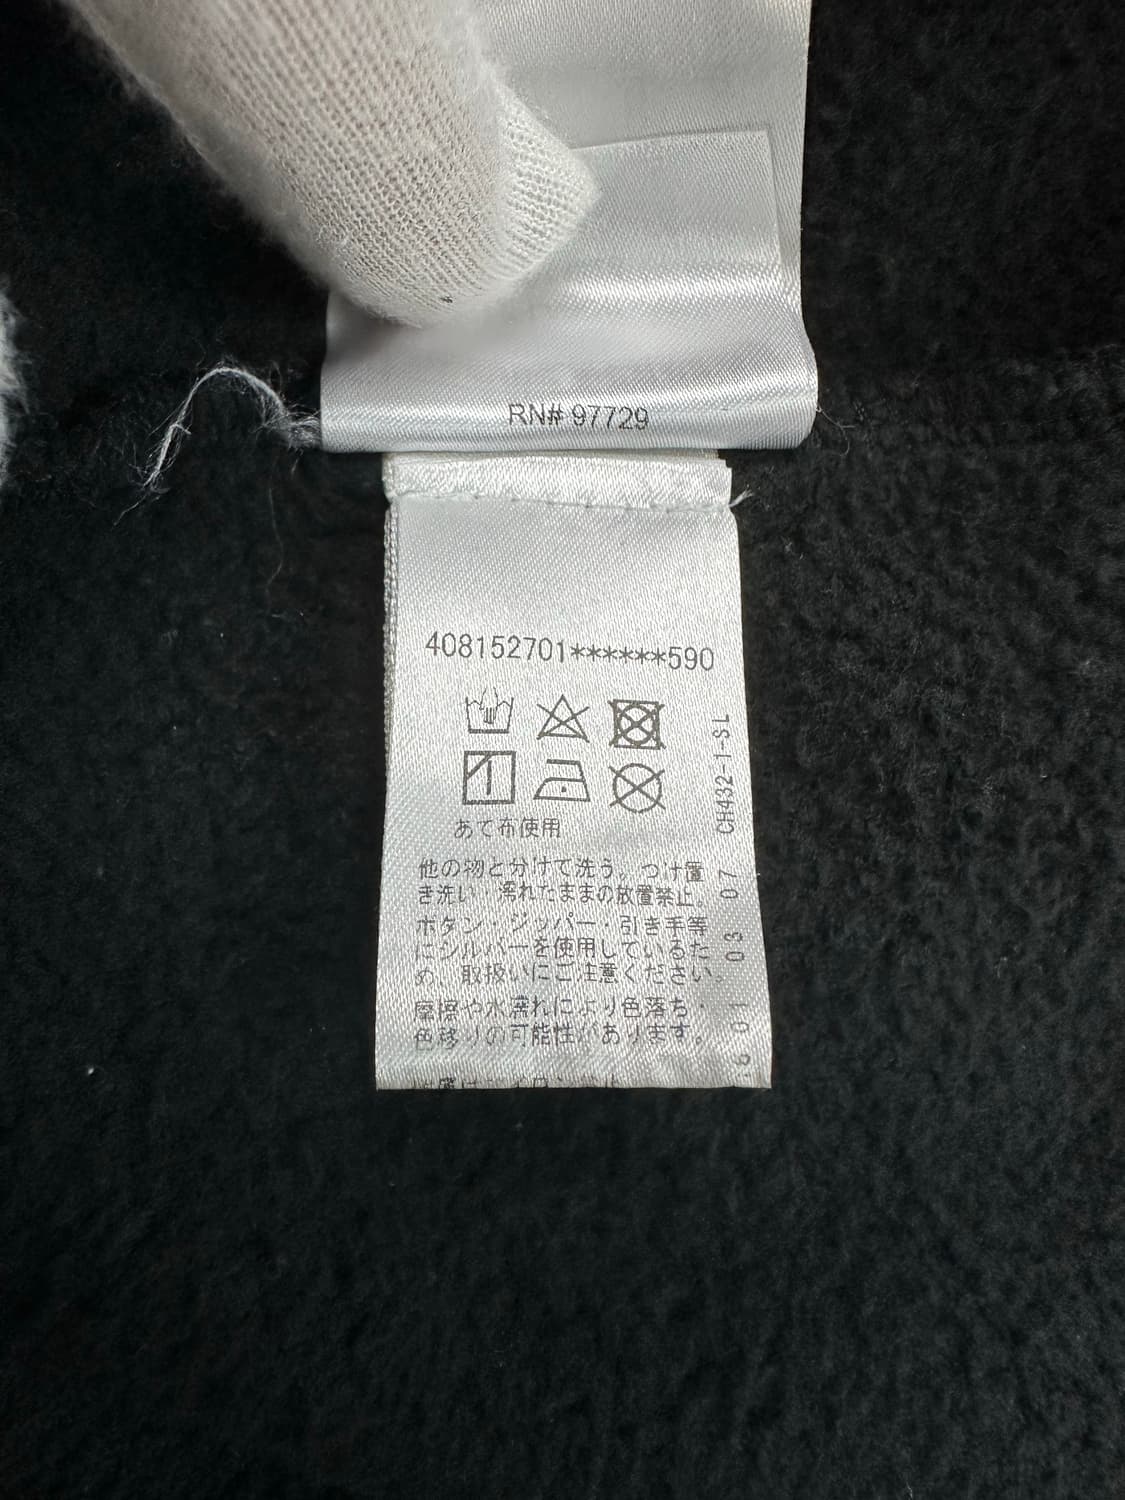 RN# 97729
408152701******590
あて布使用
他の物と分けて洗う。つけ置
き洗い・濡れたままの放置禁止。
ホタン・ジッパー・引き手等
にシルバーを使用しているた
め、取扱いにご注意ください。
摩擦や水濡れにより色落ち・
色移りの可能性があります。
CH432-1-SL
01 03 07